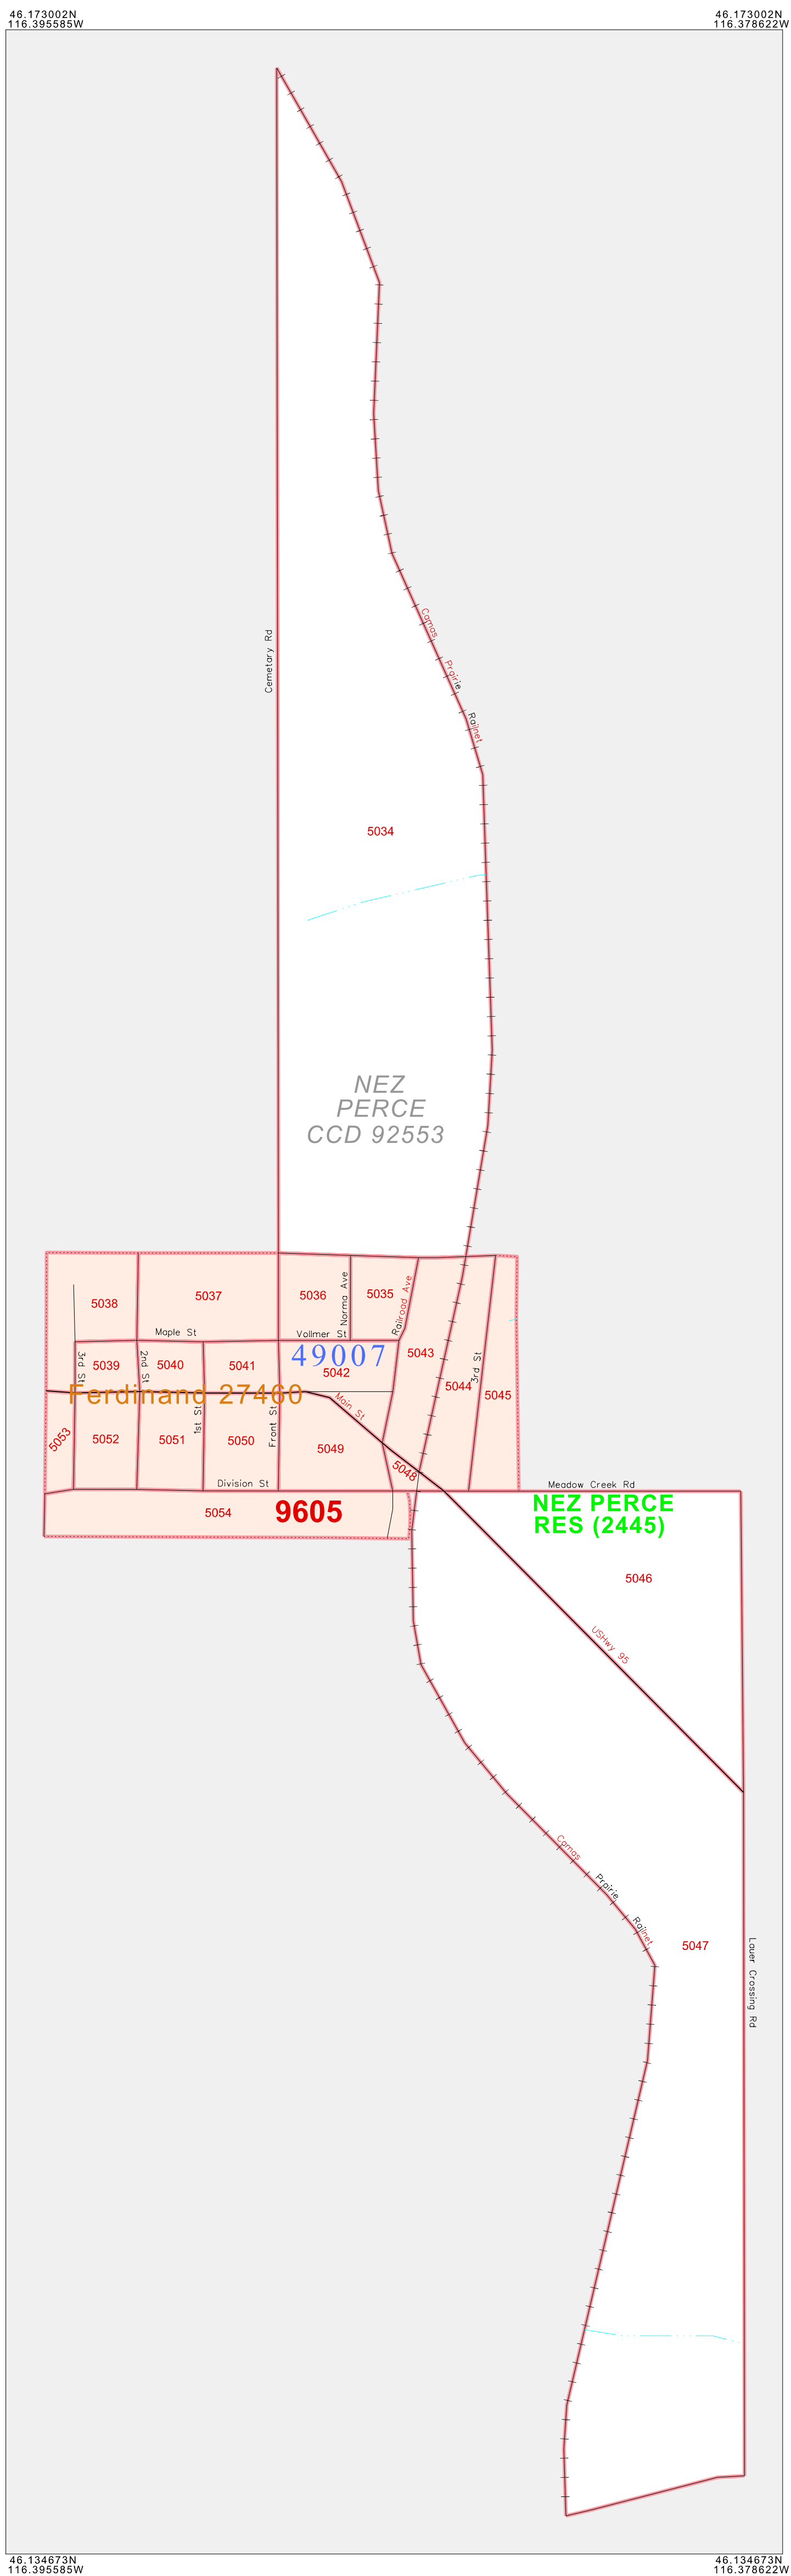 46.173002N
116.395585W
46.173002N
116.378622W
Camas
Prairie
Railnet
Cemetary Rd
5034
NEZ
PERCE
CCD 92553
5038
5037
5036
Norma Ave
5035
Railroad Ave
Maple St
Vollmer St
49007
3rd St
5039
2nd St
5040
5041
5042
5043
5044
3rd St
5045
Ferdinand 27460
Main St
5053
5052
5051
1st St
5050
Front St
5049
5048
Division St
Meadow Creek Rd
5054
9605
NEZ PERCE
RES (2445)
5046
USHwy 95
Camas
Prairie
Railnet
5047
Lauer Crossing Rd
46.134673N
116.395585W
46.134673N
116.378622W